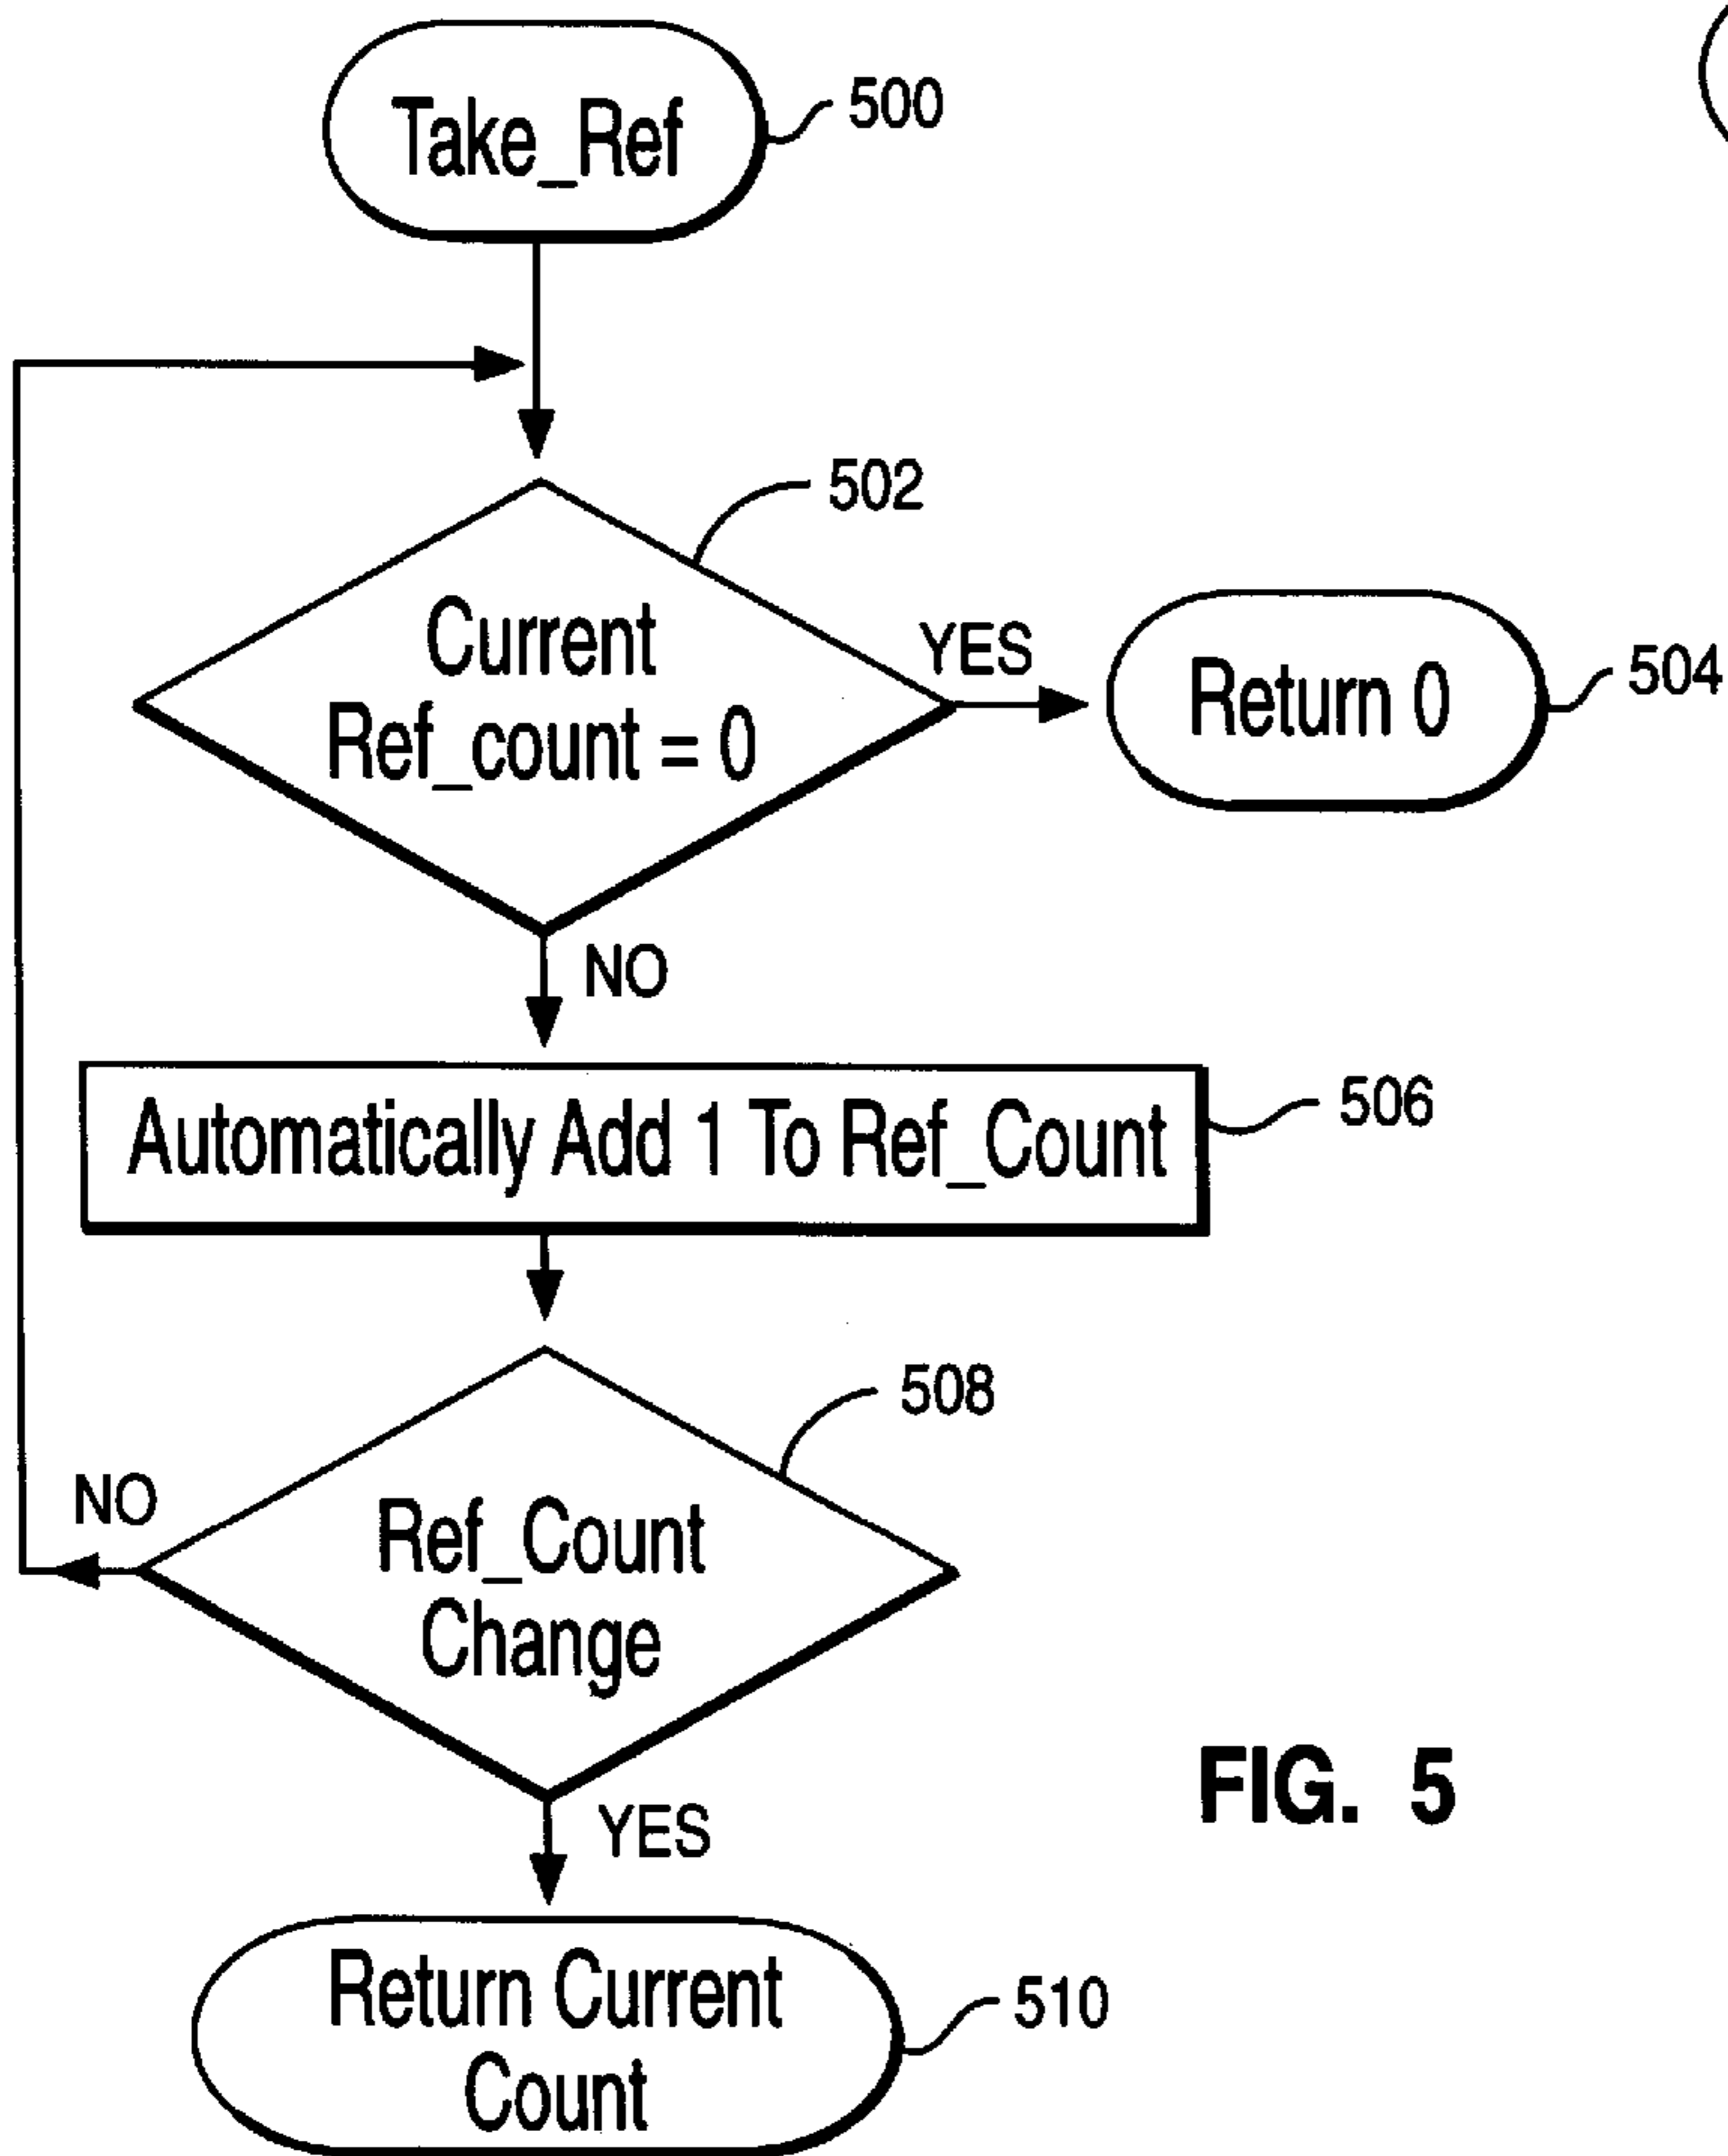 Take_Ref
500
502
Current
Ref_count = 0
YES
Return 0
504
NO
Automatically Add 1 To Ref_Count
506
508
NO
Ref_Count
Change
YES
FIG. 5
Return Current
Count
510